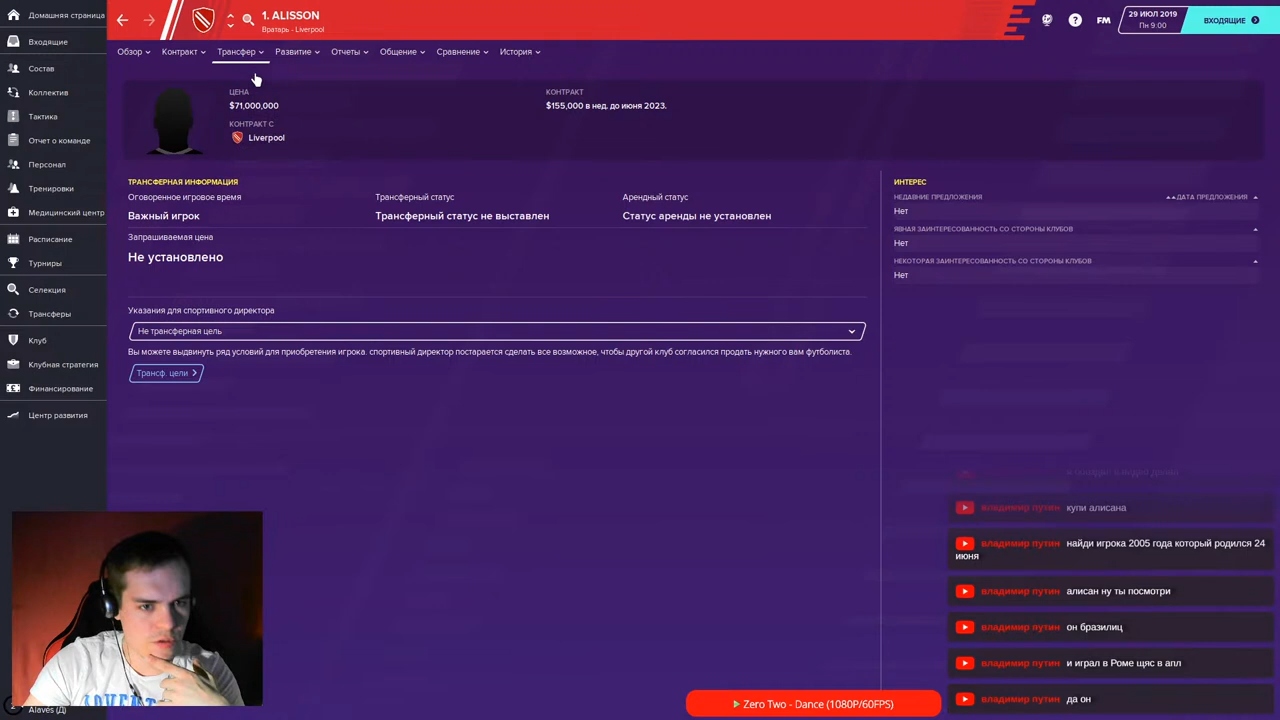 Домашняя страница
Входящие
Состав
Коллектив
Тактика
Отчет о команде
Персонал
Тренировки
Медицинский центр
Расписание
Турниры
Селекция
Трансферы
Клуб
Клубная стратегия
Финансирование
Центр развития
Alavés (Д)
1. ALISSON
Вратарь - Liverpool
FM
29 ИЮЛ 2019
Пн 9:00
ВХОДЯЩИЕ
Обзор
Контракт
Трансфер
Развитие
Отчеты
Общение
Сравнение
История
ЦЕНА
$71,000,000
КОНТРАКТ С
Liverpool
КОНТРАКТ
$155,000 в нед. до июня 2023.
ТРАНСФЕРНАЯ ИНФОРМАЦИЯ
Оговоренное игровое время
Важный игрок
Трансферный статус
Трансферный статус не выставлен
Арендный статус
Статус аренды не установлен
Запрашиваемая цена
Не установлено
Указания для спортивного директора
Не трансферная цель
Вы можете выдвинуть ряд условий для приобретения игрока. спортивный директор постарается сделать все возможное, чтобы другой клуб согласился продать нужного вам футболиста.
Трансф. цели
ИНТЕРЕС
НЕДАВНИЕ ПРЕДЛОЖЕНИЯ ДАТА ПРЕДЛОЖЕНИЯ
Нет
ЯВНАЯ ЗАИНТЕРЕСОВАННОСТЬ СО СТОРОНЫ КЛУБОВ
Нет
НЕКОТОРАЯ ЗАИНТЕРЕСОВАННОСТЬ СО СТОРОНЫ КЛУБОВ
Нет
владимир путин купи алисана
владимир путин найди игрока 2005 года который родился 24
июня
владимир путин алисан ну ты посмотри
владимир путин он бразилиц
владимир путин и играл в Роме щяс в апл
владимир путин да он
Zero Two - Dance (1080P/60FPS)
ADVENT